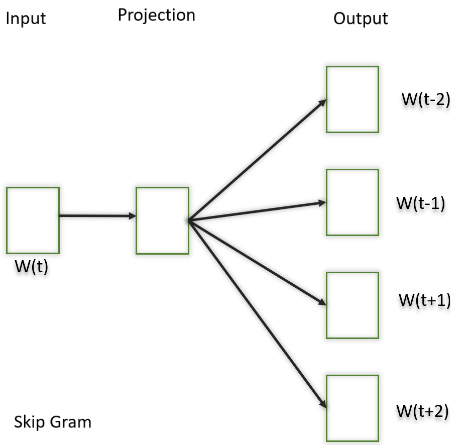 Input
Projection
Output
W(t-2)
W(t-1)
W(t)
W(t+1)
W(t+2)
Skip Gram